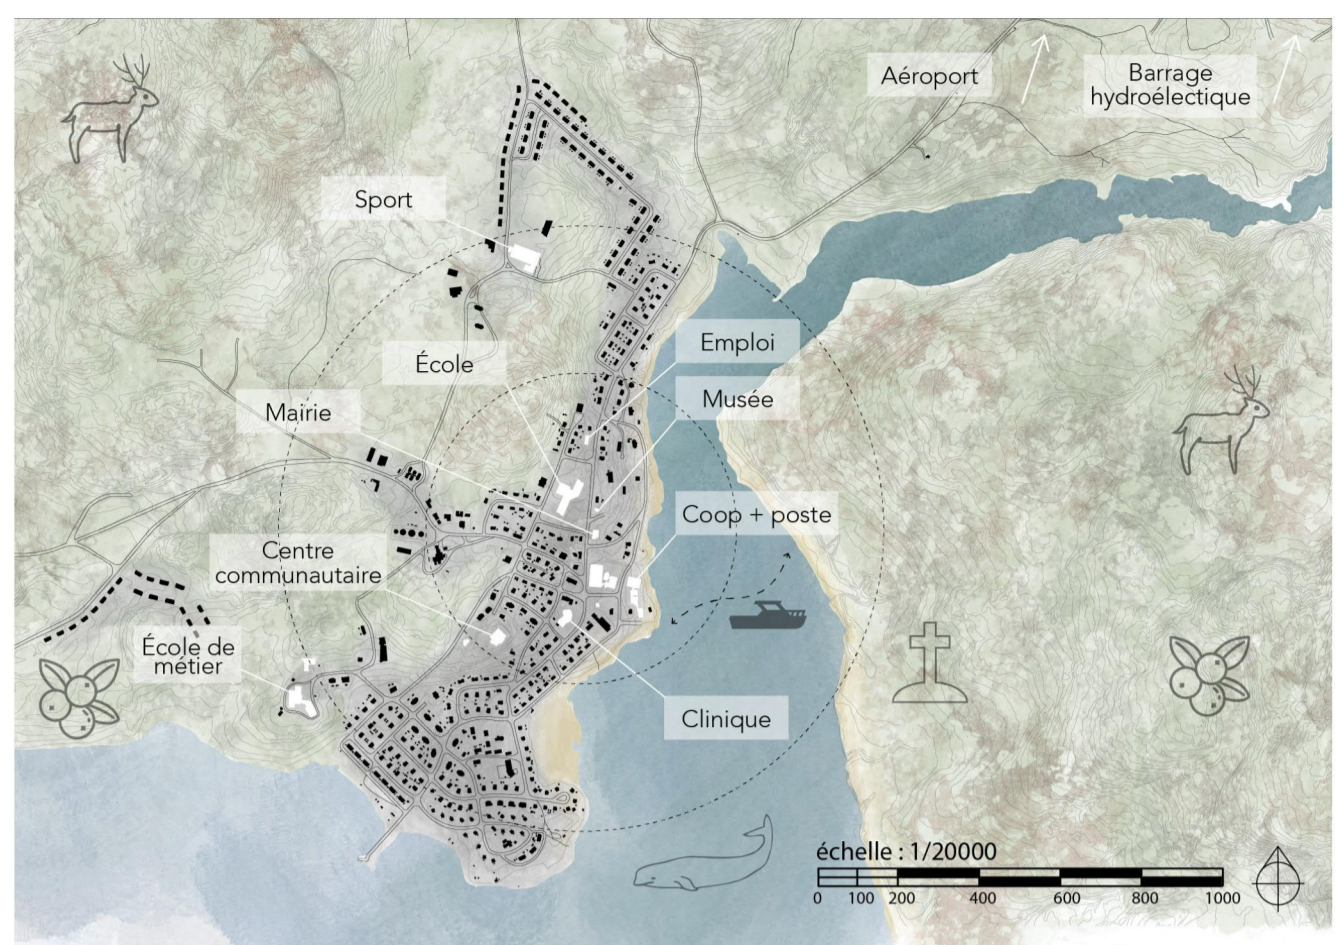 Aéroport
Barrage
hydroélectique
Sport
Emploi
École
Musée
Mairie
Coop + poste
Centre
communautaire
École de
métier
Clinique
échelle : 1/20000
0 100 200 400 600 800 1000